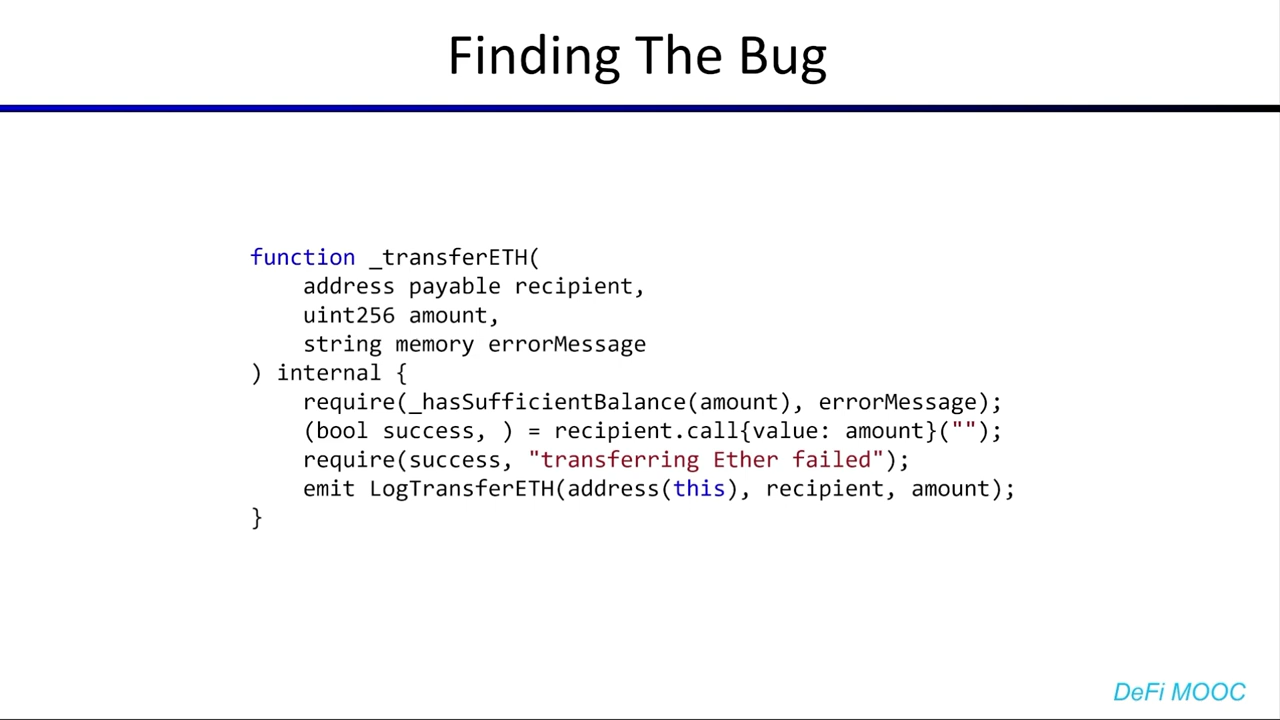 Finding The Bug
function _transferETH(
address payable recipient,
uint256 amount,
string memory errorMessage
) internal {
require(_hasSufficientBalance(amount), errorMessage);
(bool success, ) = recipient.call{value: amount}("");
require(success, "transferring Ether failed");
emit LogTransferETH(address(this), recipient, amount);
}
DeFi MOOC